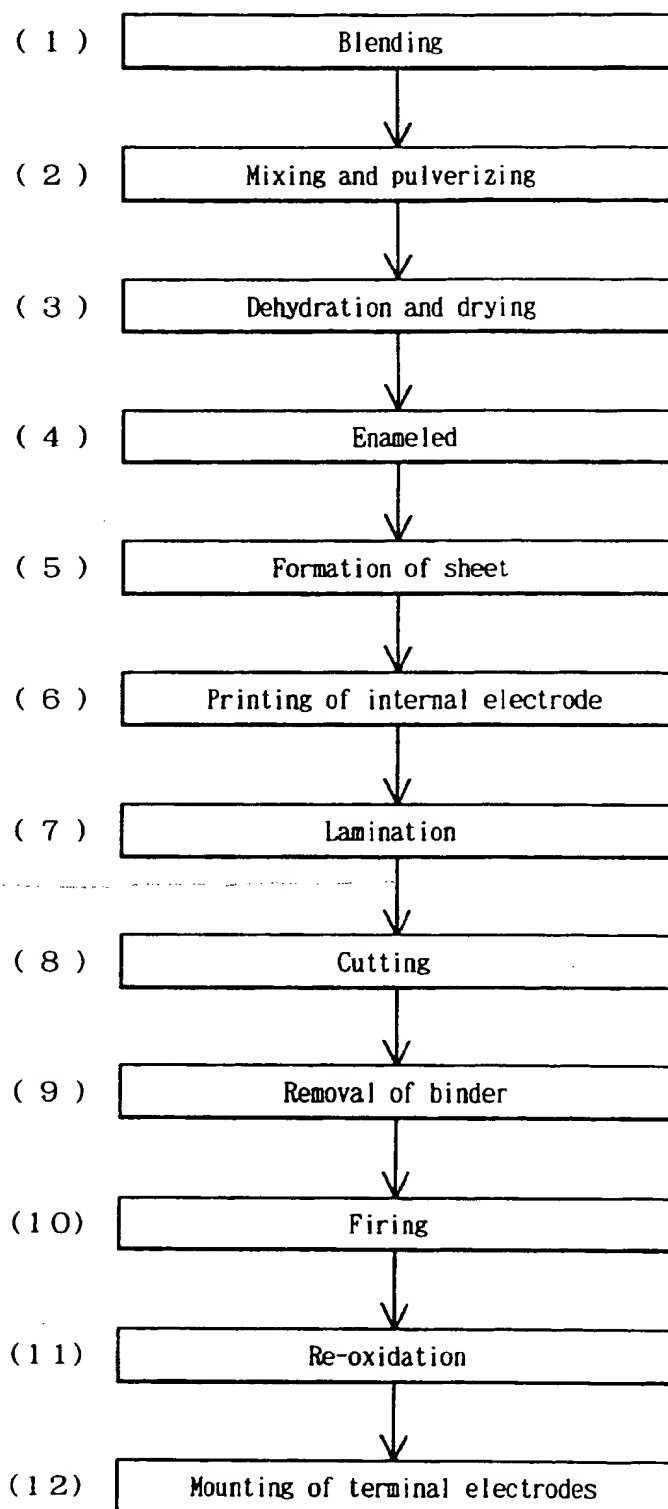 ( 1 ) Blending
( 2 ) Mixing and pulverizing
( 3 ) Dehydration and drying
( 4 ) Enameled
( 5 ) Formation of sheet
( 6 ) Printing of internal electrode
( 7 ) Lamination
( 8 ) Cutting
( 9 ) Removal of binder
(10) Firing
(11) Re-oxidation
(12) Mounting of terminal electrodes